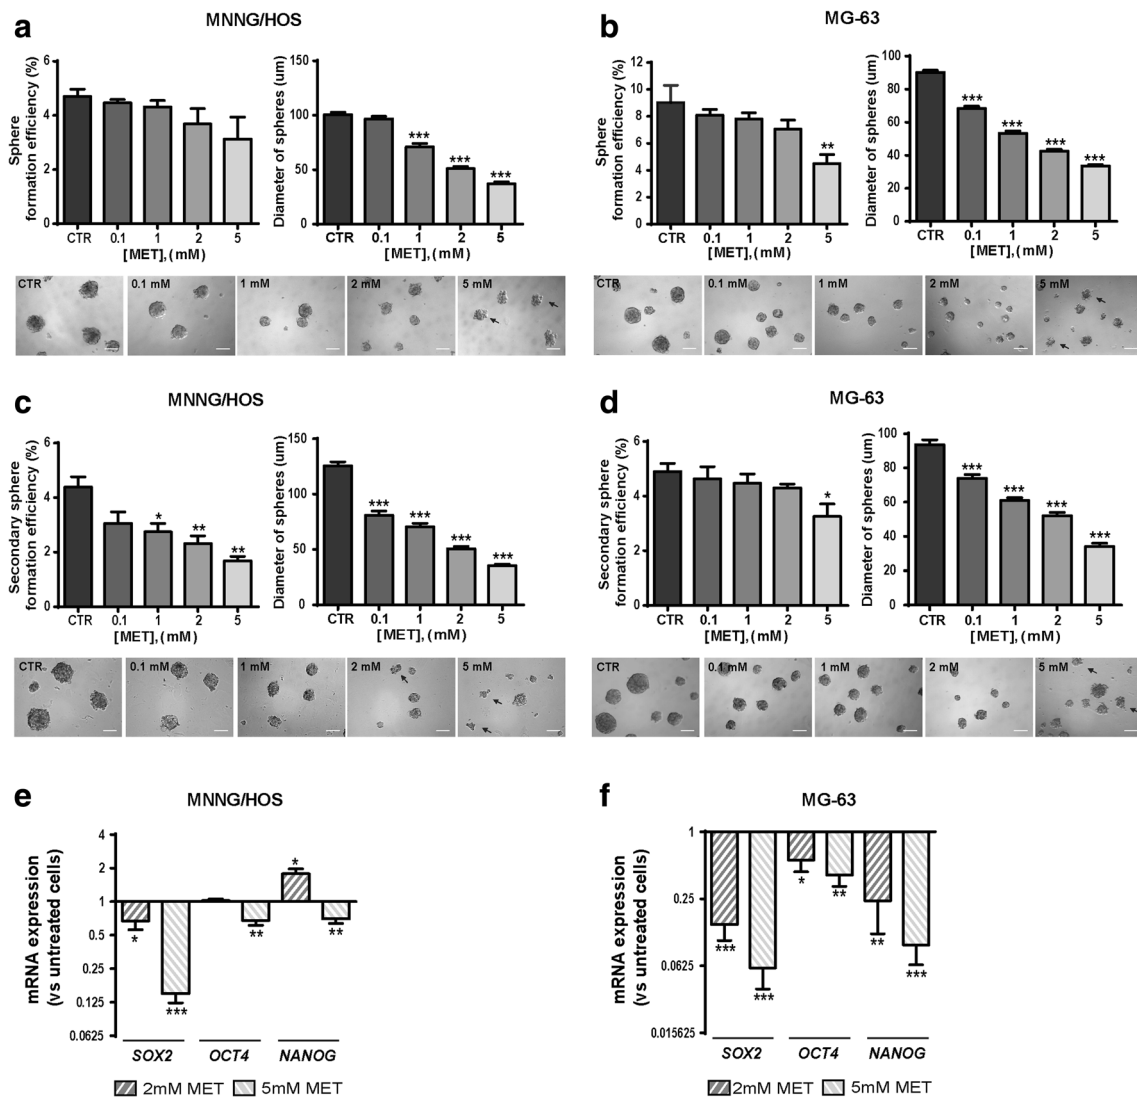 a
MNNG/HOS
Sphere
formation efficiency (%)
6
4
2
0
CTR 0.1 1 2 5
[MET], (mM)
Diameter of spheres (um)
150
100
50
0
***
***
***
CTR 0.1 1 2 5
[MET], (mM)
CTR 0.1 mM 1 mM 2 mM 5 mM
b
MG-63
Sphere
formation efficiency (%)
12
10
8
6
4
2
0
**
CTR 0.1 1 2 5
[MET], (mM)
Diameter of spheres (um)
100
80
60
40
20
0
***
***
***
***
CTR 0.1 1 2 5
[MET], (mM)
CTR 0.1 mM 1 mM 2 mM 5 mM
c
MNNG/HOS
Secondary sphere
formation efficiency (%)
6
4
2
0
*
**
**
CTR 0.1 1 2 5
[MET], (mM)
Diameter of spheres (um)
150
100
50
0
***
***
***
***
CTR 0.1 1 2 5
[MET], (mM)
CTR 0.1 mM 1 mM 2 mM 5 mM
d
MG-63
Secondary sphere
formation efficiency (%)
6
4
2
0
*
CTR 0.1 1 2 5
[MET], (mM)
Diameter of spheres (um)
100
80
60
40
20
0
***
***
***
***
CTR 0.1 1 2 5
[MET], (mM)
CTR 0.1 mM 1 mM 2 mM 5 mM
e
MNNG/HOS
mRNA expression
(vs untreated cells)
4
2
1
0.5
0.25
0.125
0.0625
*
***
**
*
**
SOX2 OCT4 NANOG
2mM MET 5mM MET
f
MG-63
mRNA expression
(vs untreated cells)
1
0.25
0.0625
0.015625
***
***
*
**
**
***
SOX2 OCT4 NANOG
2mM MET 5mM MET